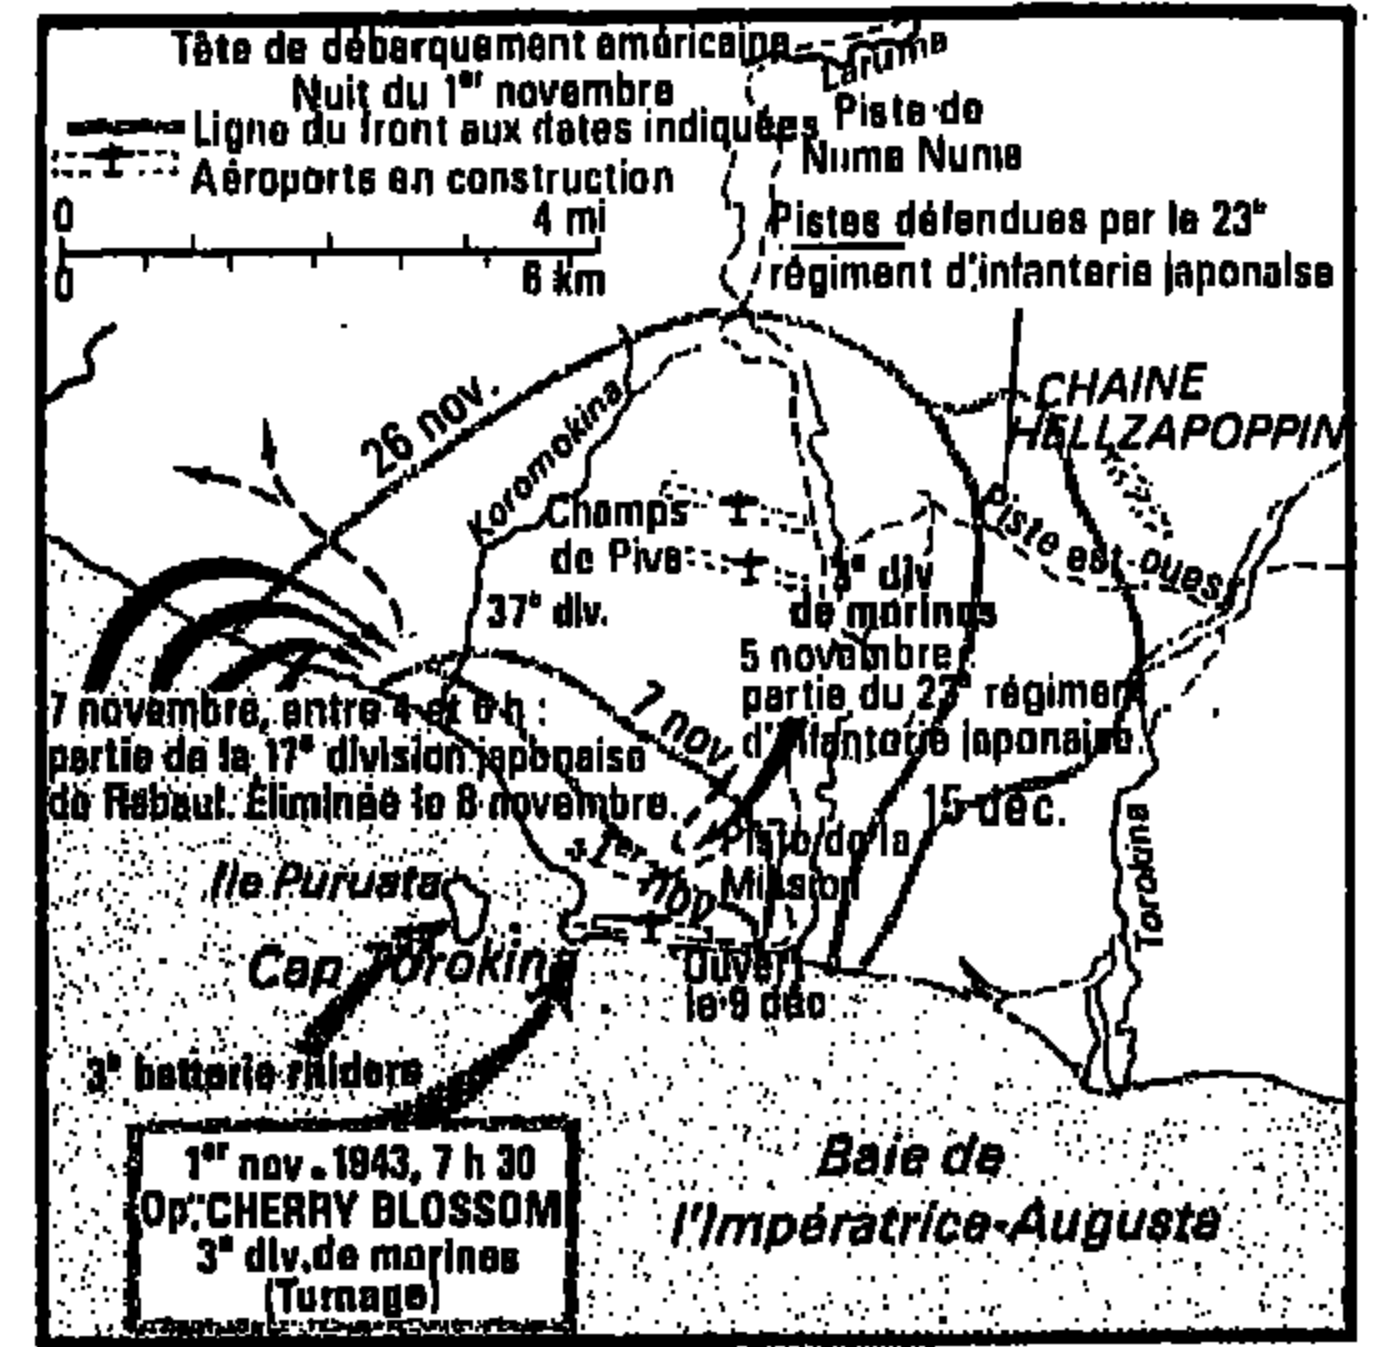 Tête de débarquement américaine
Nuit du 1er novembre
Ligne du front aux dates indiquées
Aéroports en construction
0 4 mi
0 6 km
Laruma
Piste de
Numa Numa
Pistes défendues par le 23e
régiment d'infanterie japonaise
CHAINE
HELLZAPOPPIN
26 nov.
Koromokina
Champs
de Piva
Piste est-oues
37e div.
3e div
de marines
5 novembre
partie du 23e régiment
d'infanterie japonaise.
7 nov.
7 novembre, entre 4 et 6 h :
partie de la 17e division japonaise
de Rabaul. Éliminée le 8 novembre.
15 déc.
1er nov
Piste de la
Mission
Ile Puruata
Cap Torokina
Torokina
Ouvert
le 9 déc
3e batterie raiders
1er nov. 1943, 7 h 30
Op. CHERRY BLOSSOM
3e div. de marines
(Turnage)
Baie de
l'Impératrice-Augusta